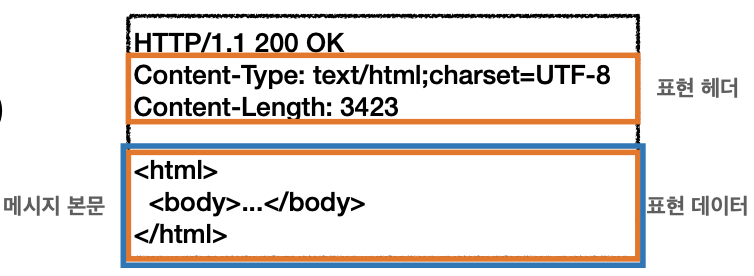 HTTP/1.1 200 OK
Content-Type: text/html;charset=UTF-8
Content-Length: 3423
표현 헤더
<html>
<body>...</body>
</html>
메시지 본문
표현 데이터